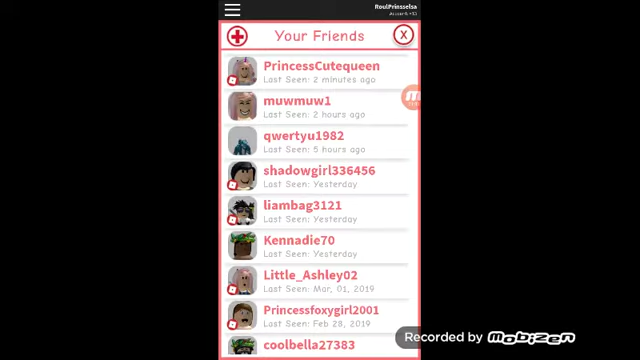 RoulPrinsselsa
Your Friends
X
PrincessCutequeen
Last Seen: 2 minutes ago
muwmuw1
Last Seen: 2 hours ago
qwertyu1982
Last Seen: 5 hours ago
shadowgirl336456
Last Seen: Yesterday
liambag3121
Last Seen: Yesterday
Kennadie70
Last Seen: Yesterday
Little_Ashley02
Last Seen: Mar, 01, 2019
Princessfoxygirl2001
Last Seen: Feb 28, 2019
coolbella27383
Recorded by Mobizen